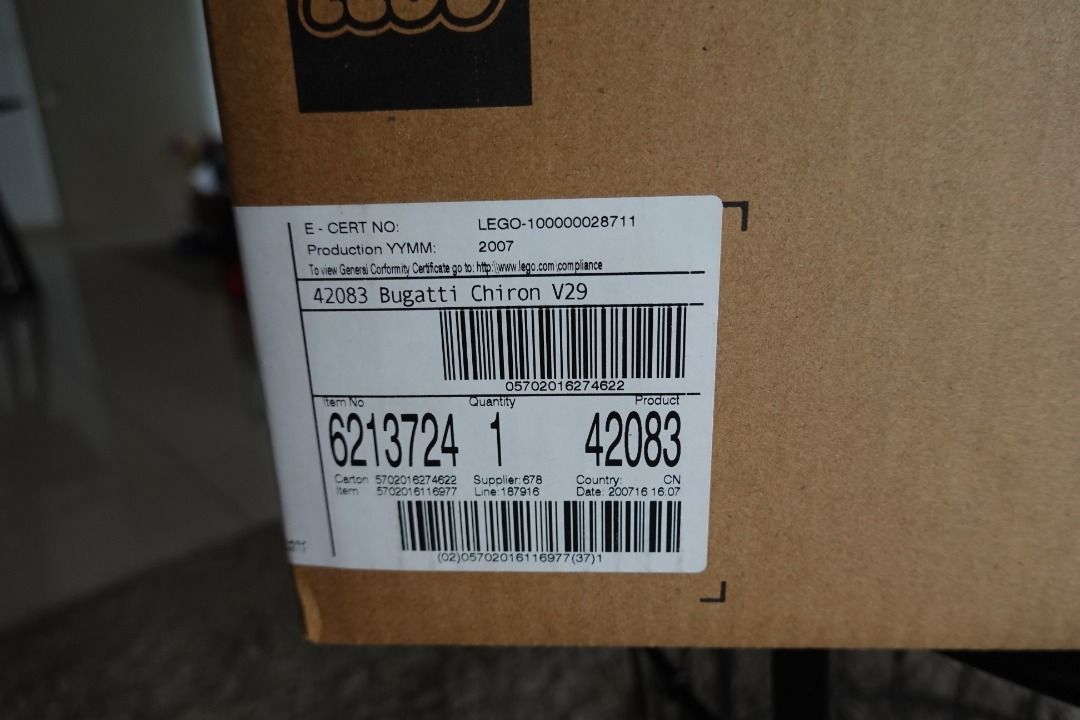 LEGO
E - CERT NO: LEGO-100000028711
Production YYMM: 2007
To view General Corformity Certificate go to: http:\\www.lego.com\compliance
42083 Bugatti Chiron V29
05702016274622
Item No Quantity Product
6213724 1 42083
Carton 5702016274622 Supplier: 678 Country: CN
Item 5702016116977 Line: 187916 Date: 200716 16:07
(02)05702016116977(37)1